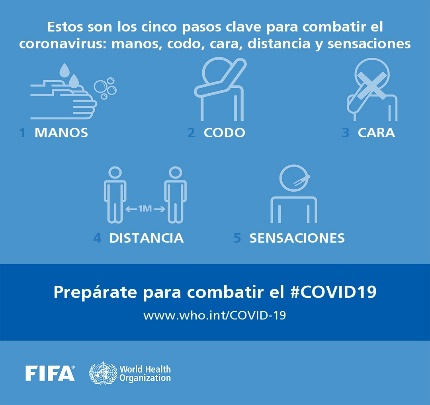 Estos son los cinco pasos clave para combatir el
coronavirus: manos, codo, cara, distancia y sensaciones
1 MANOS
2 CODO
3 CARA
1M
4 DISTANCIA
5 SENSACIONES
Prepárate para combatir el #COVID19
www.who.int/COVID-19
FIFA®
World Health
Organization